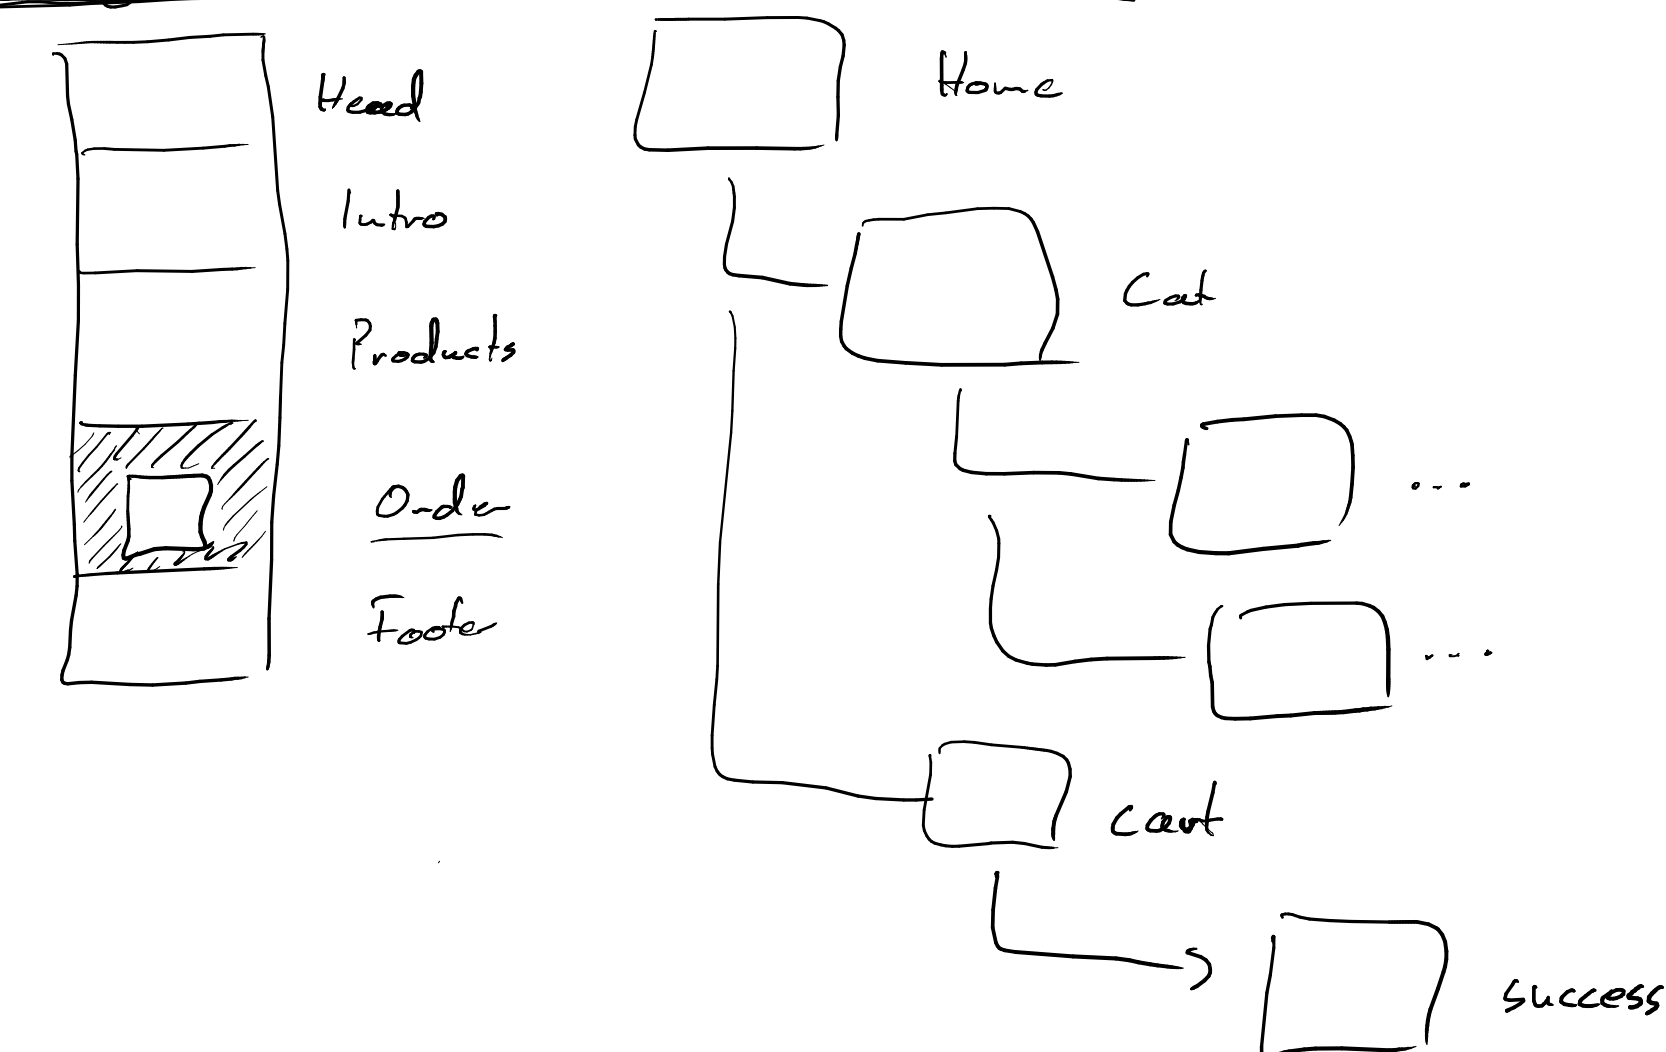 Head
Intro
Products
Order
Footer
Home
Cat
...
...
cart
success